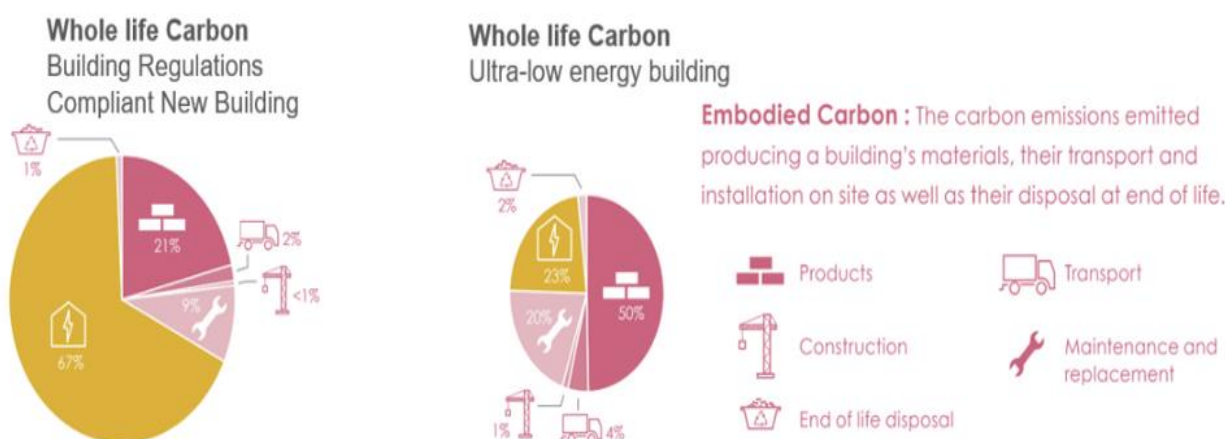 Whole life Carbon
Building Regulations
Compliant New Building
1%
21%
2%
<1%
9%
67%
Whole life Carbon
Ultra-low energy building
2%
23%
50%
20%
1%
4%
Embodied Carbon : The carbon emissions emitted
producing a building's materials, their transport and
installation on site as well as their disposal at end of life.
Products
Transport
Construction
Maintenance and
replacement
End of life disposal